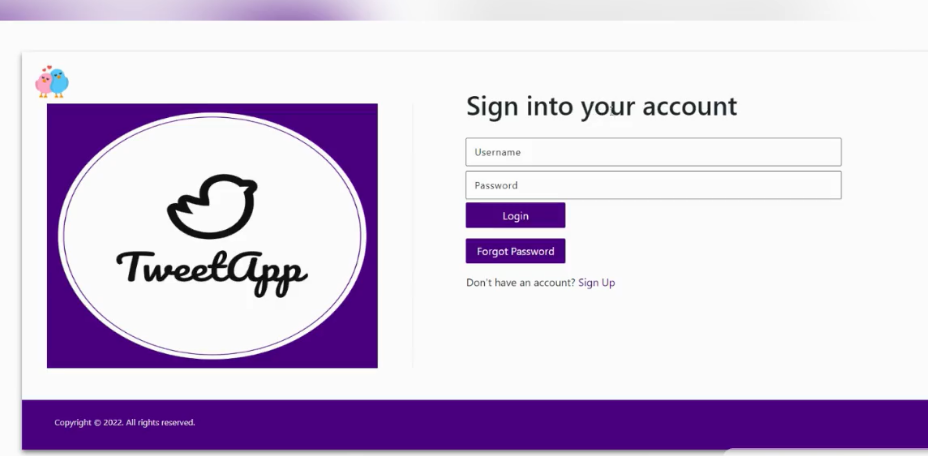 TweetApp
Sign into your account
Username
Password
Login
Forgot Password
Don't have an account? Sign Up
Copyright © 2022. All rights reserved.